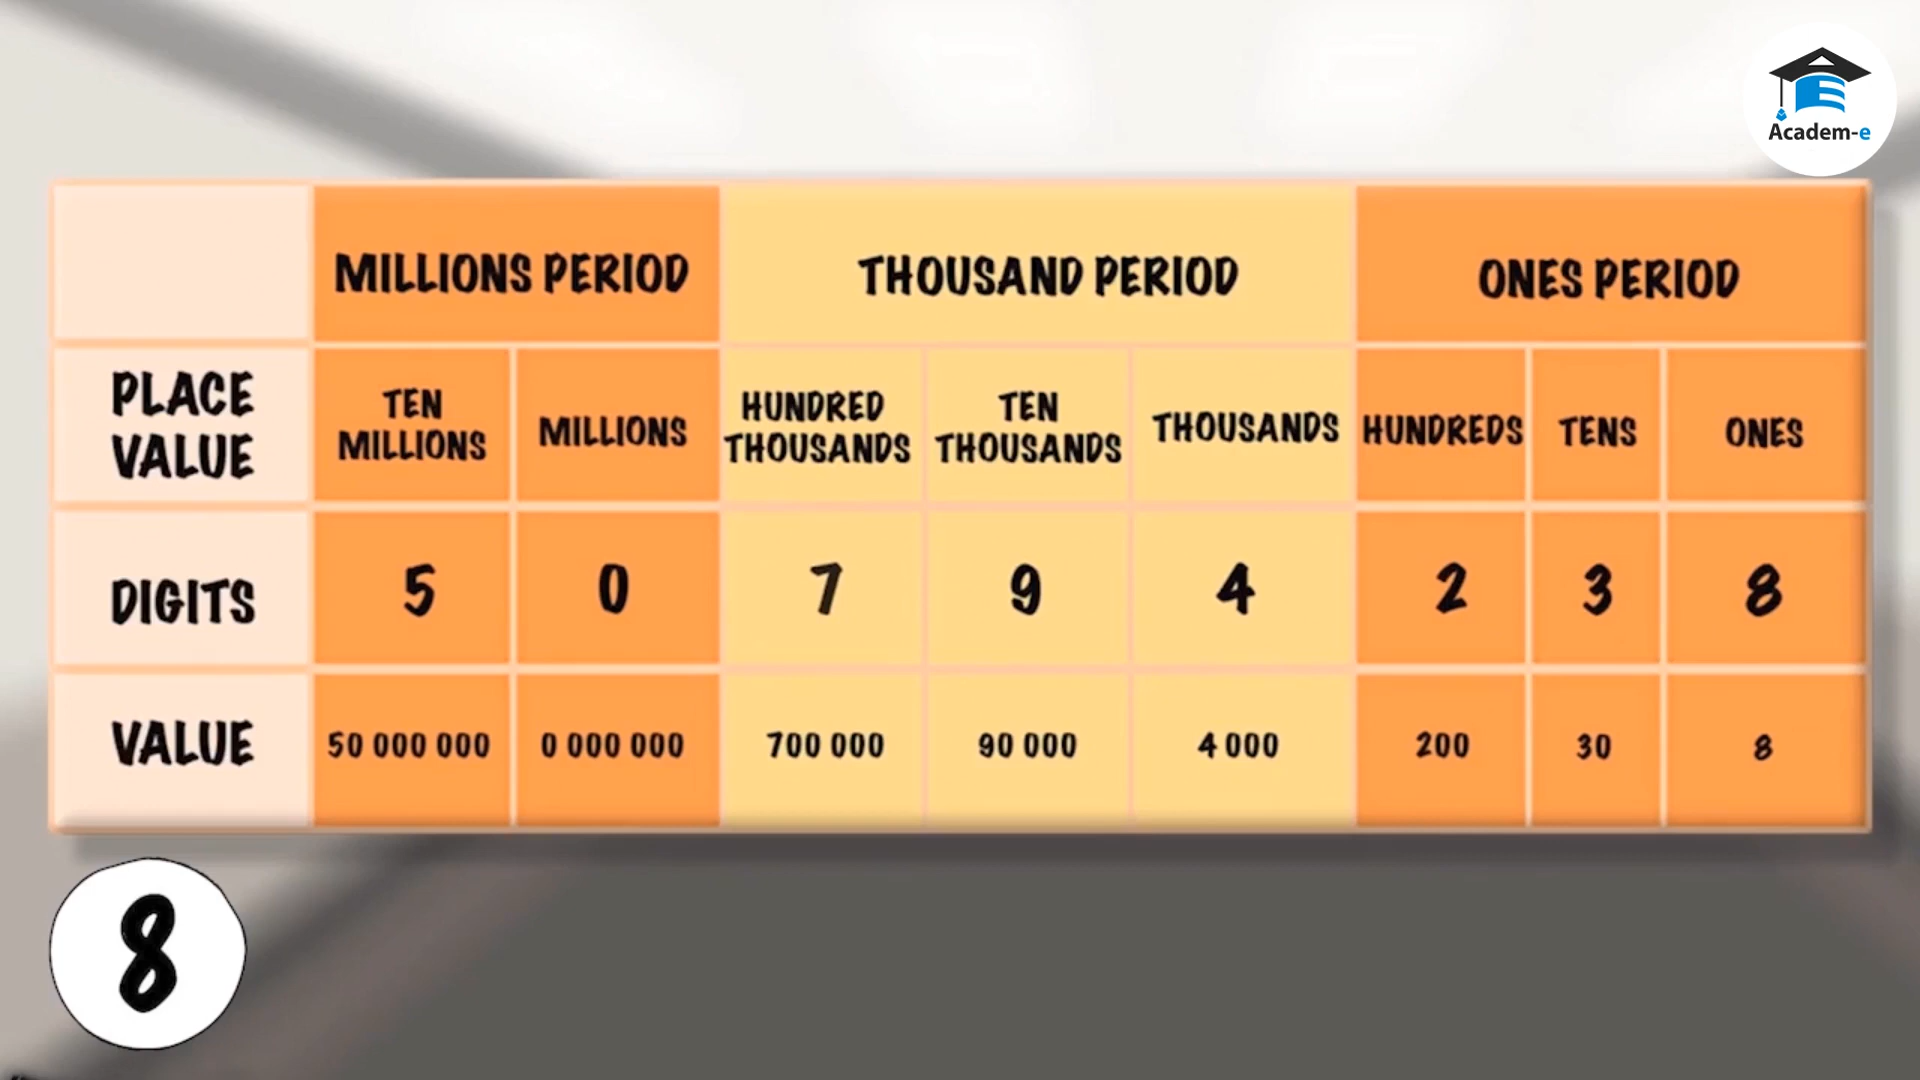 Academ-e
MILLIONS PERIOD THOUSAND PERIOD ONES PERIOD
PLACE VALUE TEN MILLIONS MILLIONS HUNDRED THOUSANDS TEN THOUSANDS THOUSANDS HUNDREDS TENS ONES
DIGITS 5 0 7 9 4 2 3 8
VALUE 50 000 000 0 000 000 700 000 90 000 4 000 200 30 8
8